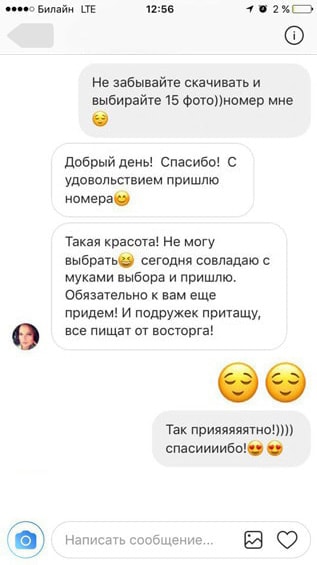 Билайн LTE 12:56 2 %
Не забывайте скачивать и
выбирайте 15 фото))номер мне
😌
Добрый день! Спасибо! С
удовольствием пришлю
номера😊
Такая красота! Не могу
выбрать😆 сегодня совладаю с
муками выбора и пришлю.
Обязательно к вам еще
придем! И подружек притащу,
все пищат от восторга!
😌😌
Так прияяяяятно!))))
спасиииибо!😍😍
Написать сообщение...